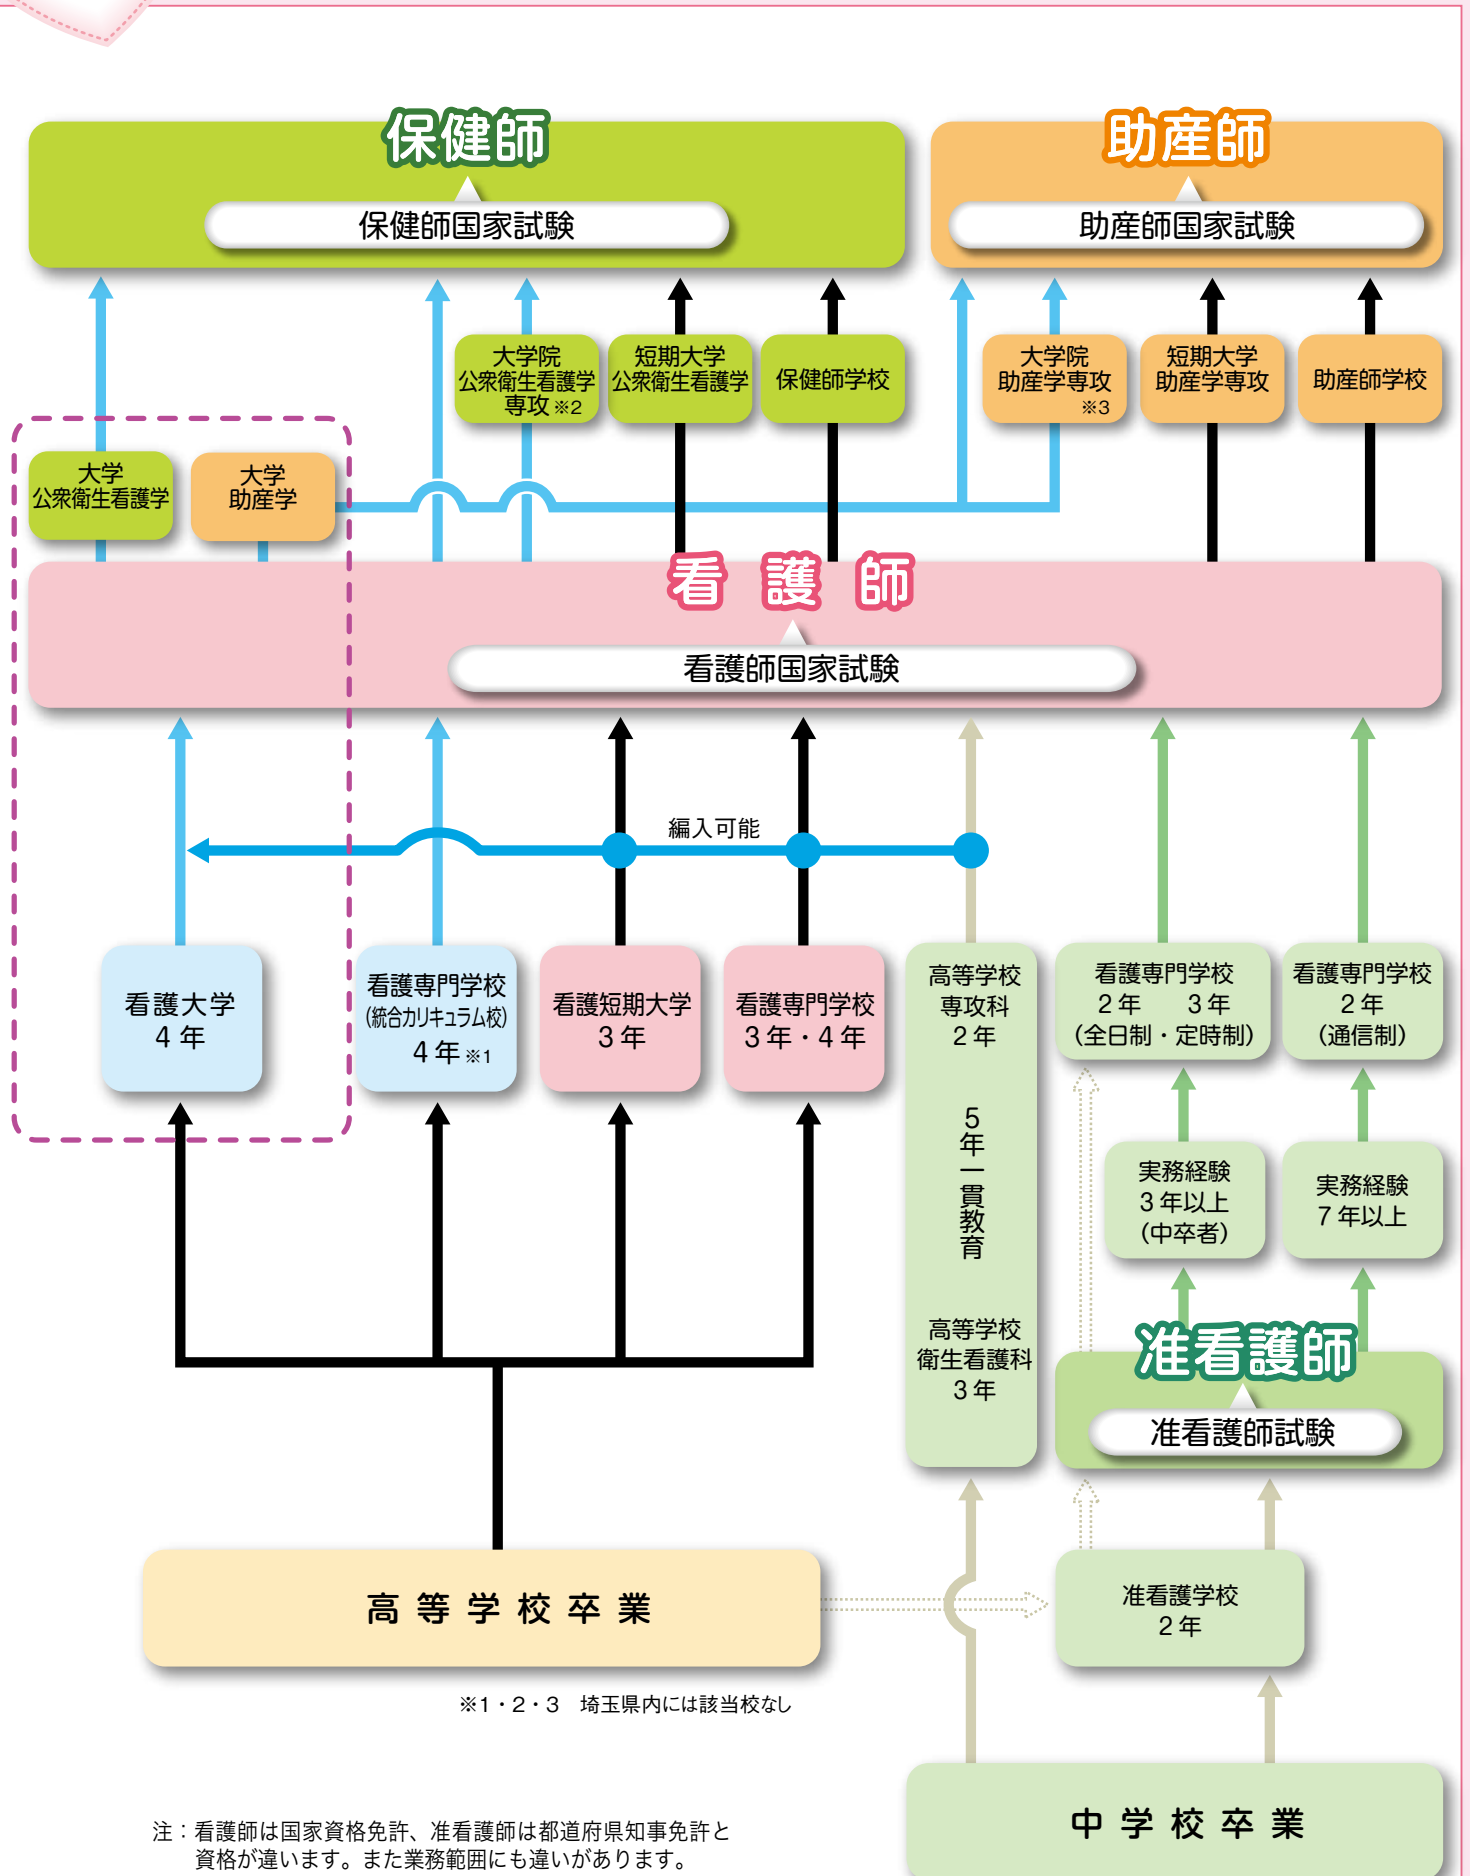 保健師
助産師
保健師国家試験
助産師国家試験
大学院
公衆衛生看護学
専攻 ※2
短期大学
公衆衛生看護学
保健師学校
大学院
助産学専攻
※3
短期大学
助産学専攻
助産師学校
大学
公衆衛生看護学
大学
助産学
看護師
看護師国家試験
編入可能
看護大学
4 年
看護専門学校
(統合カリキュラム校)
4 年 ※1
看護短期大学
3 年
看護専門学校
3 年・4 年
高等学校
専攻科
2 年
5年一貫教育
高等学校
衛生看護科
3 年
看護専門学校
2 年 3 年
(全日制・定時制)
看護専門学校
2 年
(通信制)
実務経験
3 年以上
(中卒者)
実務経験
7 年以上
准看護師
准看護師試験
高等学校卒業
准看護学校
2 年
※1・2・3 埼玉県内には該当校なし
中学校卒業
注：看護師は国家資格免許、准看護師は都道府県知事免許と
資格が違います。また業務範囲にも違いがあります。